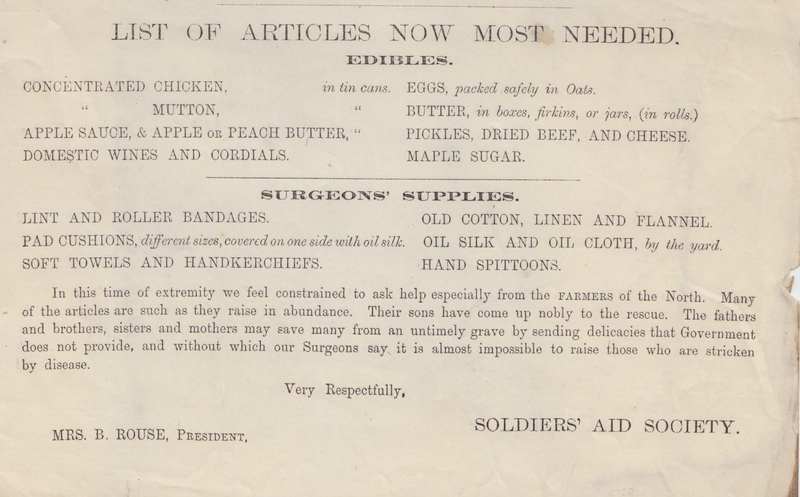 LIST OF ARTICLES NOW MOST NEEDED.
EDIBLES.
CONCENTRATED CHICKEN, in tin cans.
" MUTTON, "
APPLE SAUCE, & APPLE OR PEACH BUTTER, "
DOMESTIC WINES AND CORDIALS.
EGGS, packed safely in Oats.
BUTTER, in boxes, firkins, or jars, (in rolls.)
PICKLES, DRIED BEEF, AND CHEESE.
MAPLE SUGAR.
SURGEONS' SUPPLIES.
LINT AND ROLLER BANDAGES.
PAD CUSHIONS, different sizes, covered on one side with oil silk.
SOFT TOWELS AND HANDKERCHIEFS.
OLD COTTON, LINEN AND FLANNEL.
OIL SILK AND OIL CLOTH, by the yard.
HAND SPITTOONS.
In this time of extremity we feel constrained to ask help especially from the FARMERS of the North. Many
of the articles are such as they raise in abundance. Their sons have come up nobly to the rescue. The fathers
and brothers, sisters and mothers may save many from an untimely grave by sending delicacies that Government
does not provide, and without which our Surgeons say it is almost impossible to raise those who are stricken
by disease.
Very Respectfully,
SOLDIERS' AID SOCIETY.
MRS. B. ROUSE, PRESIDENT,